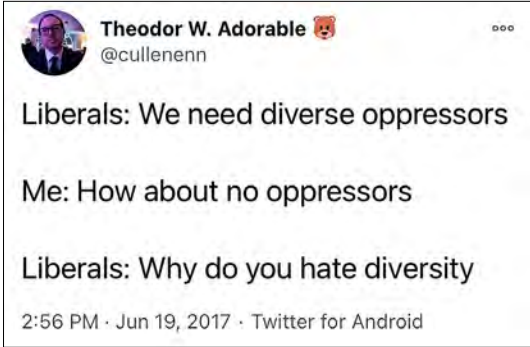 Theodor W. Adorable 🐻
@cullenenn
Liberals: We need diverse oppressors
Me: How about no oppressors
Liberals: Why do you hate diversity
2:56 PM · Jun 19, 2017 · Twitter for Android